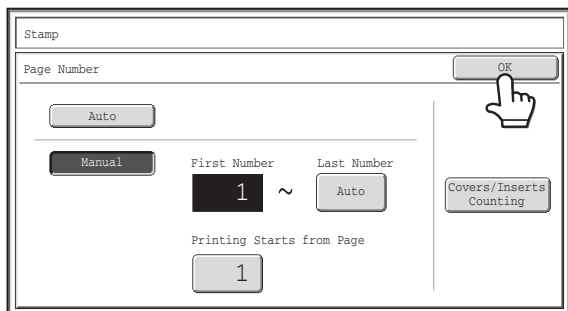 Stamp
Page Number
OK
Auto
Manual
First Number
Last Number
1
~
Auto
Covers/Inserts
Counting
Printing Starts from Page
1